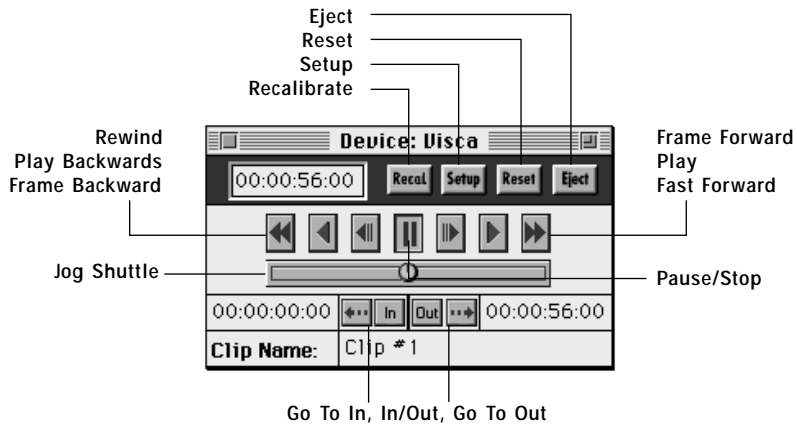 Eject
Reset
Setup
Recalibrate
Rewind
Play Backwards
Frame Backward
Device: Visca
Frame Forward
Play
Fast Forward
00:00:56:00
Recal
Setup
Reset
Eject
Jog Shuttle
Pause/Stop
00:00:00:00
In
Out
00:00:56:00
Clip Name:
Clip #1
Go To In, In/Out, Go To Out